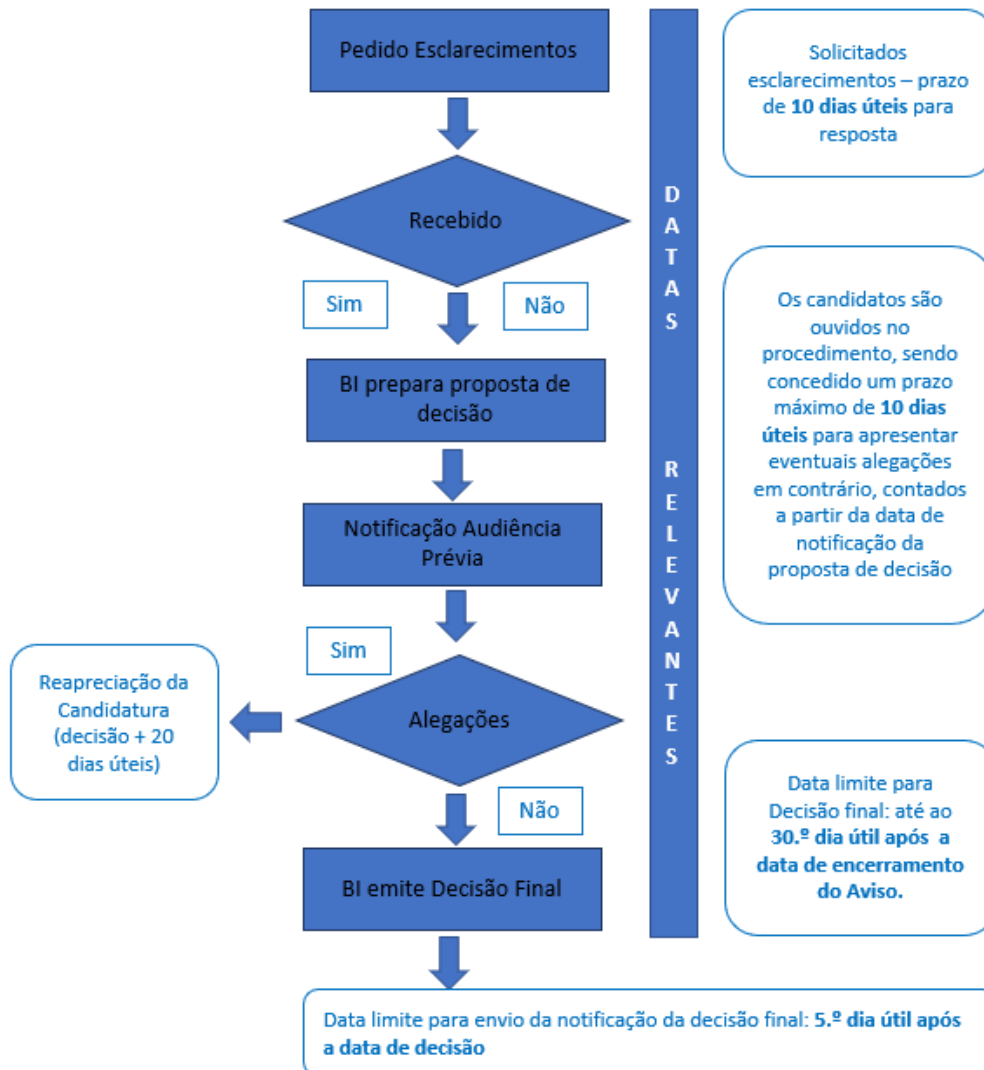 Pedido Esclarecimentos
Solicitados
esclarecimentos – prazo
de 10 dias úteis para
resposta
Recebido
Sim
Não
BI prepara proposta de
decisão
Notificação Audiência
Prévia
Sim
Alegações
Reapreciação da
Candidatura
(decisão + 20
dias úteis)
Não
BI emite Decisão Final
D
A
T
A
S
R
E
L
E
V
A
N
T
E
S
Os candidatos são
ouvidos no
procedimento, sendo
concedido um prazo
máximo de 10 dias
úteis para apresentar
eventuais alegações
em contrário, contados
a partir da data de
notificação da
proposta de decisão
Data limite para
Decisão final: até ao
30.º dia útil após a
data de encerramento
do Aviso.
Data limite para envio da notificação da decisão final: 5.º dia útil após
a data de decisão